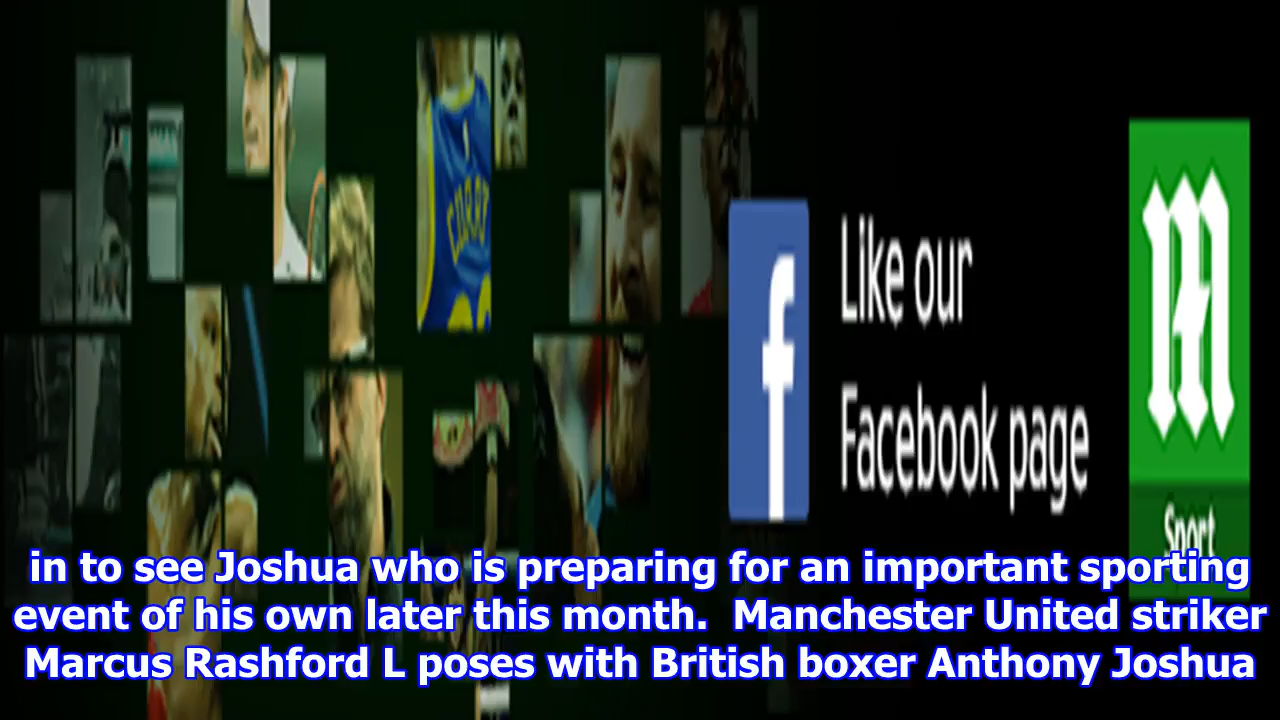 CURRY
Like our
Facebook page
Sport
in to see Joshua who is preparing for an important sporting
event of his own later this month.  Manchester United striker
Marcus Rashford L poses with British boxer Anthony Joshua